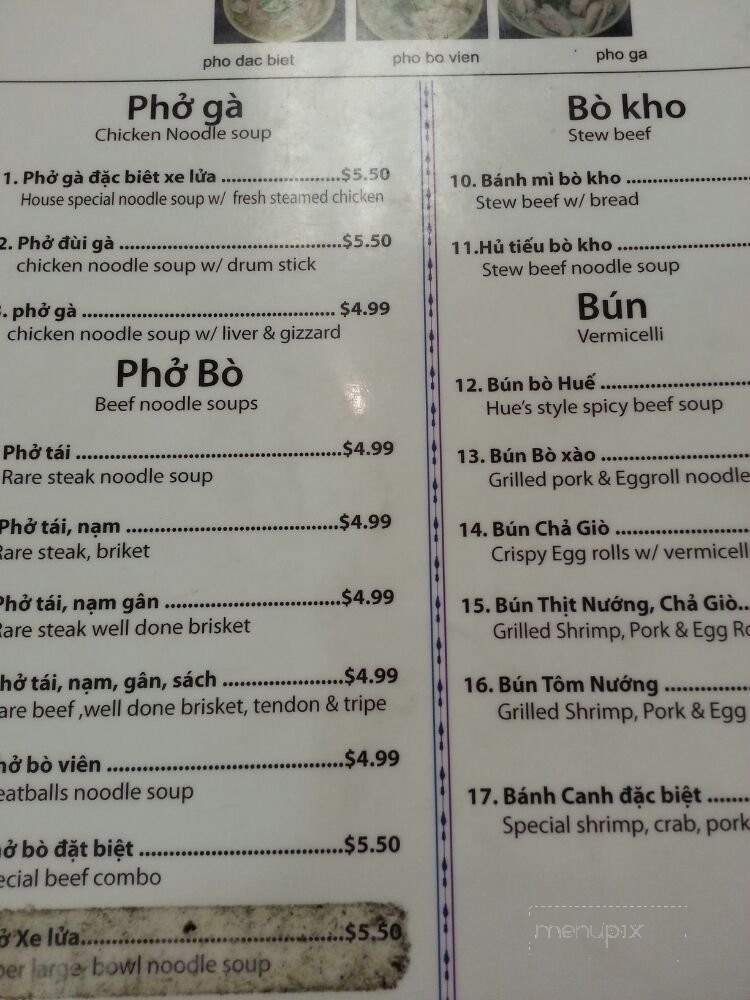 pho dac biet
pho bo vien
pho ga
Phở gà
Chicken Noodle soup
1. Phở gà đặc biêt xe lửa ......................$5.50
House special noodle soup w/ fresh steamed chicken
2. Phở đùi gà .........................................$5.50
chicken noodle soup w/ drum stick
. phở gà .............................................. $4.99
chicken noodle soup w/ liver & gizzard
Phở Bò
Beef noodle soups
Phở tái ................................................$4.99
Rare steak noodle soup
Phở tái, nạm .......................................$4.99
Rare steak, briket
Phở tái, nạm gân ................................$4.99
Rare steak well done brisket
hở tái, nạm, gân, sách ......................$4.99
are beef ,well done brisket, tendon & tripe
hở bò viên ...........................................$4.99
eatballs noodle soup
ở bò đặt biệt .....................................$5.50
ecial beef combo
ở Xe lửa...............................................$5.50
per large bowl noodle soup
Bò kho
Stew beef
10. Bánh mì bò kho .......................
Stew beef w/ bread
11.Hủ tiếu bò kho ........................
Stew beef noodle soup
Bún
Vermicelli
12. Bún bò Huế ...........................
Hue's style spicy beef soup
13. Bún Bò xào ...........................
Grilled pork & Eggroll noodle
14. Bún Chả Giò ........................
Crispy Egg rolls w/ vermicell
15. Bún Thịt Nướng, Chả Giò..
Grilled Shrimp, Pork & Egg Ro
16. Bún Tôm Nướng ...............
Grilled Shrimp, Pork & Egg
17. Bánh Canh đặc biệt .......
Special shrimp, crab, pork
menupix